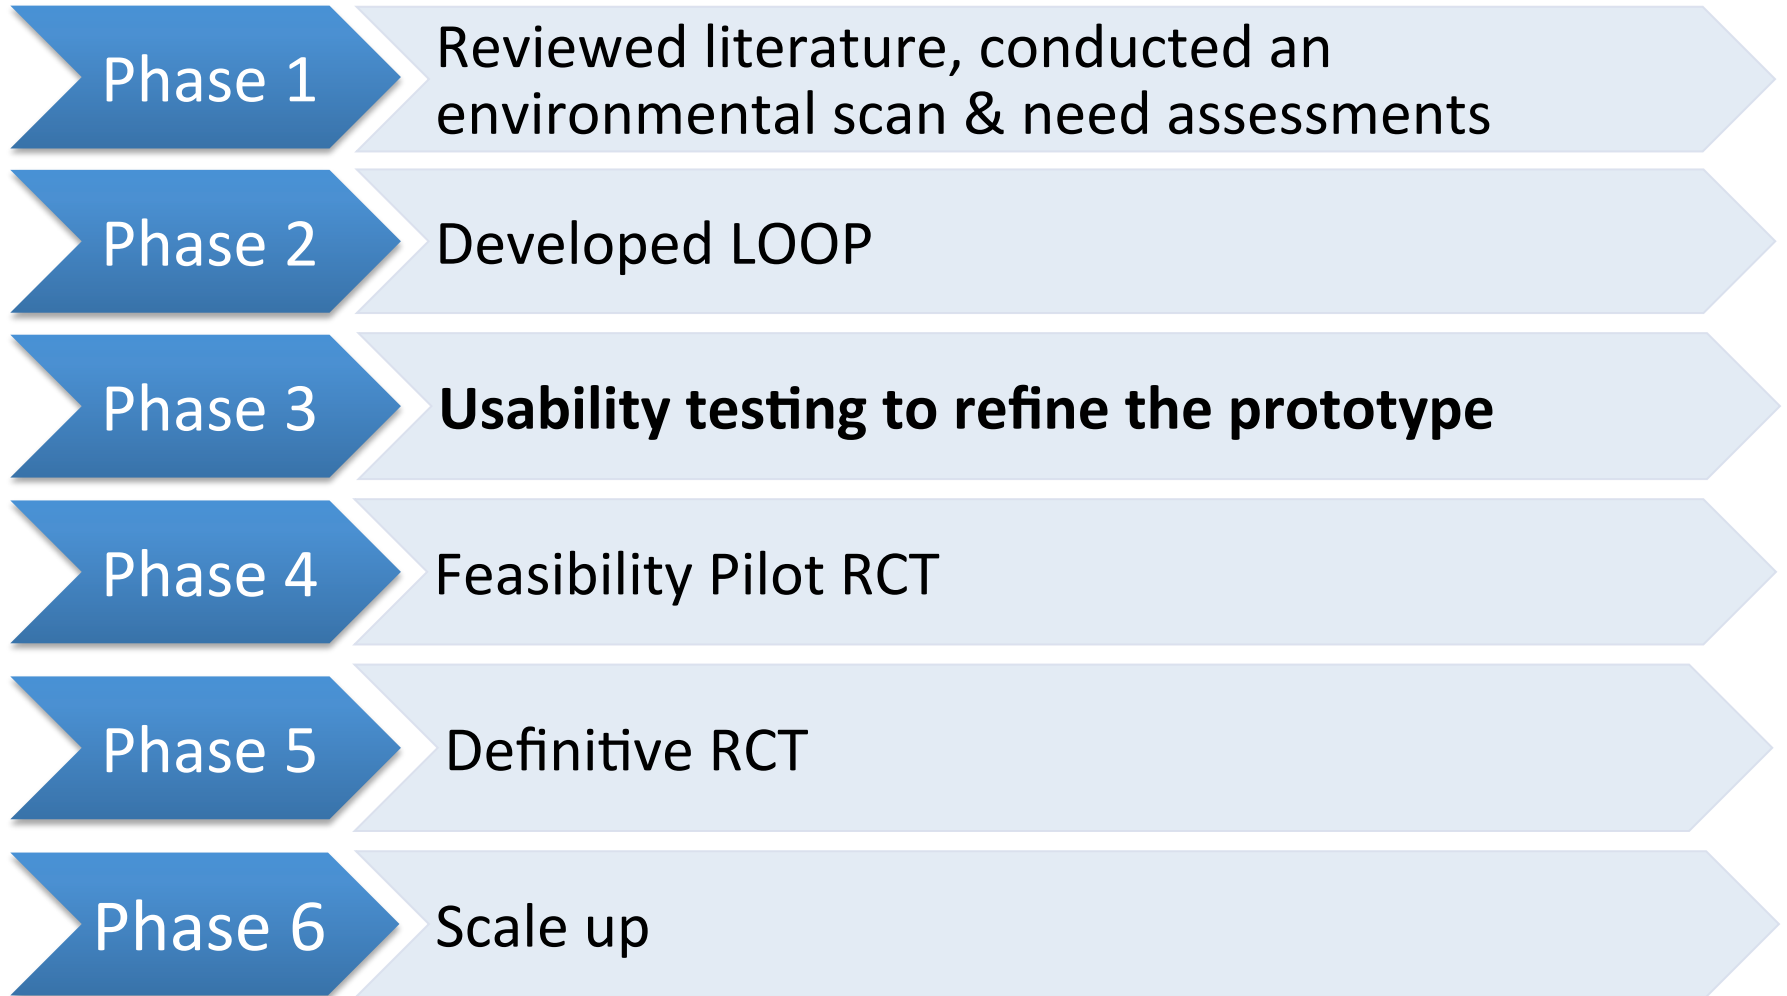 Phase 1
Reviewed literature, conducted an
environmental scan & need assessments
Phase 2
Developed LOOP
Phase 3
Usability testing to refine the prototype
Phase 4
Feasibility Pilot RCT
Phase 5
Definitive RCT
Phase 6
Scale up